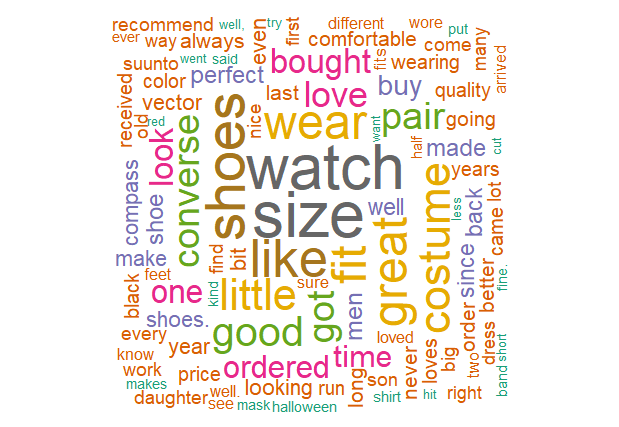 recommend
well,
try
different
wore
put
ever
way
always
even
first
comfortable
come
many
arrived
went
said
suunto
bought
fits
wearing
color
perfect
last
love
buy
quality
received
old
vector
red
nice
wear
want
pair
going
look
converse
shoes
watch
half
made
cut
years
compass
shoe
size
well
less
back
came
lot
make
feet
find
bit
like
fit
great
costume
since
fine.
black
one
kind
little
sure
got
men
better
shoes.
good
order
every
year
ordered
time
loved
never
loves
big
two
dress
band
short
know
work
price
looking
run
long
son
makes
daughter
well.
see
mask
halloween
shirt
hit
right